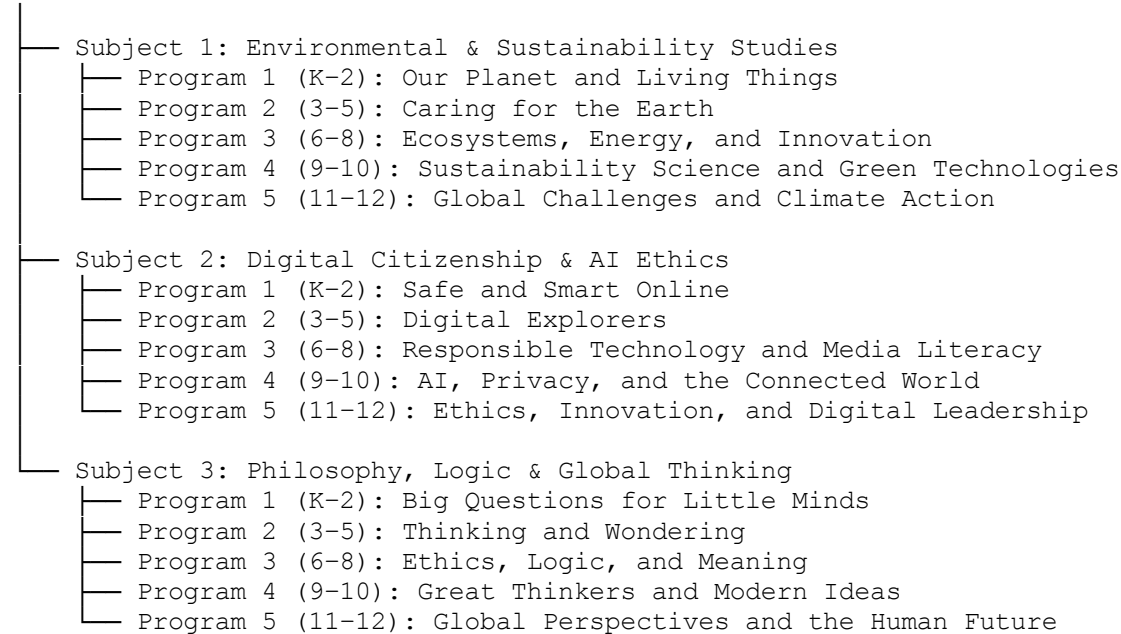 Subject 1: Environmental & Sustainability Studies
Program 1 (K–2): Our Planet and Living Things
Program 2 (3–5): Caring for the Earth
Program 3 (6–8): Ecosystems, Energy, and Innovation
Program 4 (9–10): Sustainability Science and Green Technologies
Program 5 (11–12): Global Challenges and Climate Action
Subject 2: Digital Citizenship & AI Ethics
Program 1 (K–2): Safe and Smart Online
Program 2 (3–5): Digital Explorers
Program 3 (6–8): Responsible Technology and Media Literacy
Program 4 (9–10): AI, Privacy, and the Connected World
Program 5 (11–12): Ethics, Innovation, and Digital Leadership
Subject 3: Philosophy, Logic & Global Thinking
Program 1 (K–2): Big Questions for Little Minds
Program 2 (3–5): Thinking and Wondering
Program 3 (6–8): Ethics, Logic, and Meaning
Program 4 (9–10): Great Thinkers and Modern Ideas
Program 5 (11–12): Global Perspectives and the Human Future